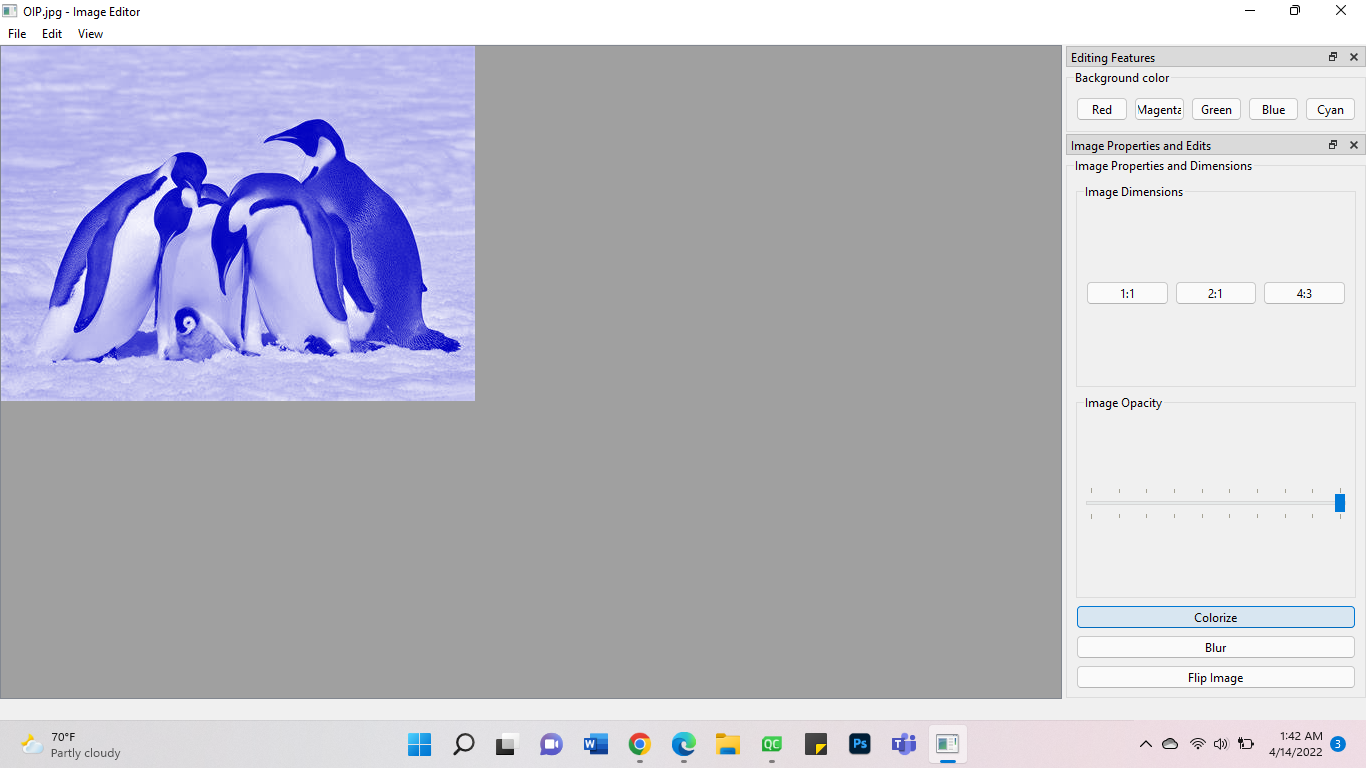 OIP.jpg - Image Editor
File Edit View
Editing Features
Background color
Red Magenta Green Blue Cyan
Image Properties and Edits
Image Properties and Dimensions
Image Dimensions
1:1 2:1 4:3
Image Opacity
Colorize
Blur
Flip Image
70°F
Partly cloudy
W
QC
Ps
T
1:42 AM
4/14/2022
3